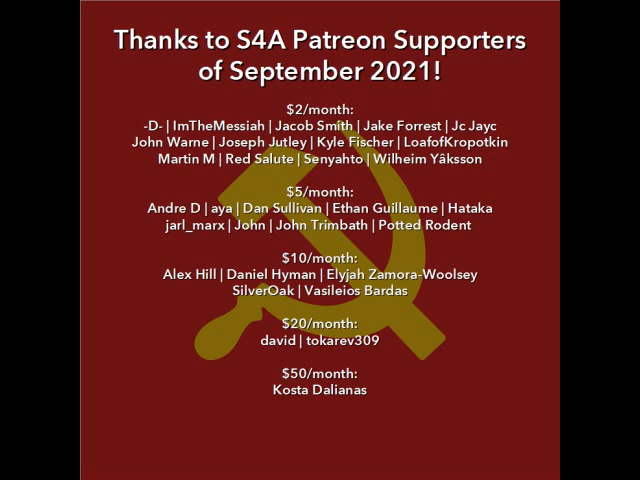 Thanks to S4A Patreon Supporters
of September 2021!
$2/month:
-D- | ImTheMessiah | Jacob Smith | Jake Forrest | Jc Jayc
John Warne | Joseph Jutley | Kyle Fischer | LoafofKropotkin
Martin M | Red Salute | Senyahto | Wilheim Yâksson
$5/month:
Andre D | aya | Dan Sullivan | Ethan Guillaume | Hataka
jarl_marx | John | John Trimbath | Potted Rodent
$10/month:
Alex Hill | Daniel Hyman | Elyjah Zamora-Woolsey
SilverOak | Vasileios Bardas
$20/month:
david | tokarev309
$50/month:
Kosta Dalianas